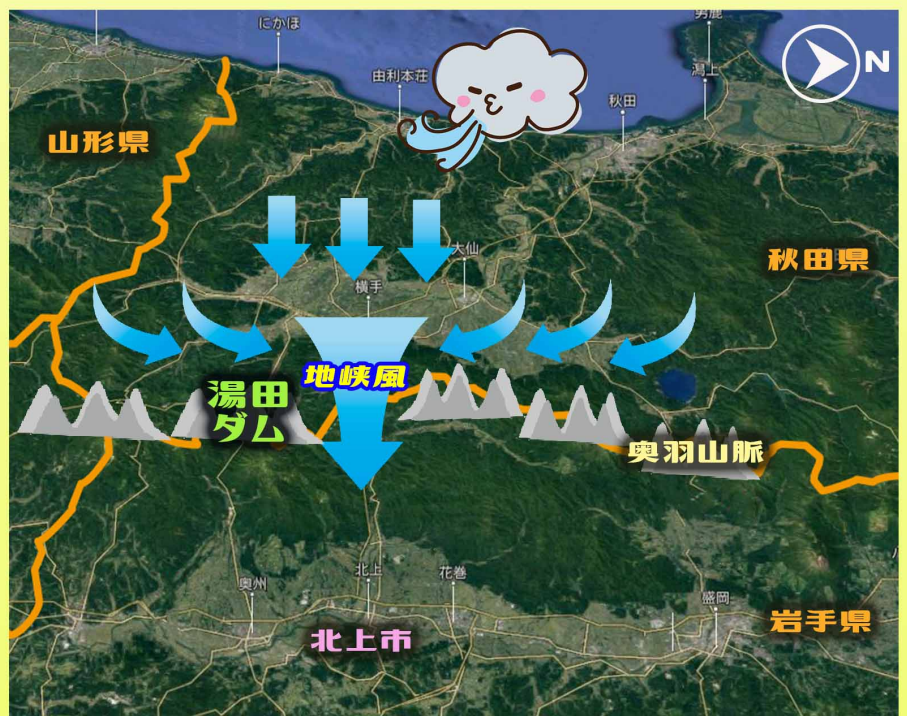 男鹿
にかほ
N
由利本荘
潟上
秋田
山形県
大仙
秋田県
横手
地峡風
湯田
ダム
奥羽山脈
奥州
北上
花巻
盛岡
岩手県
北上市